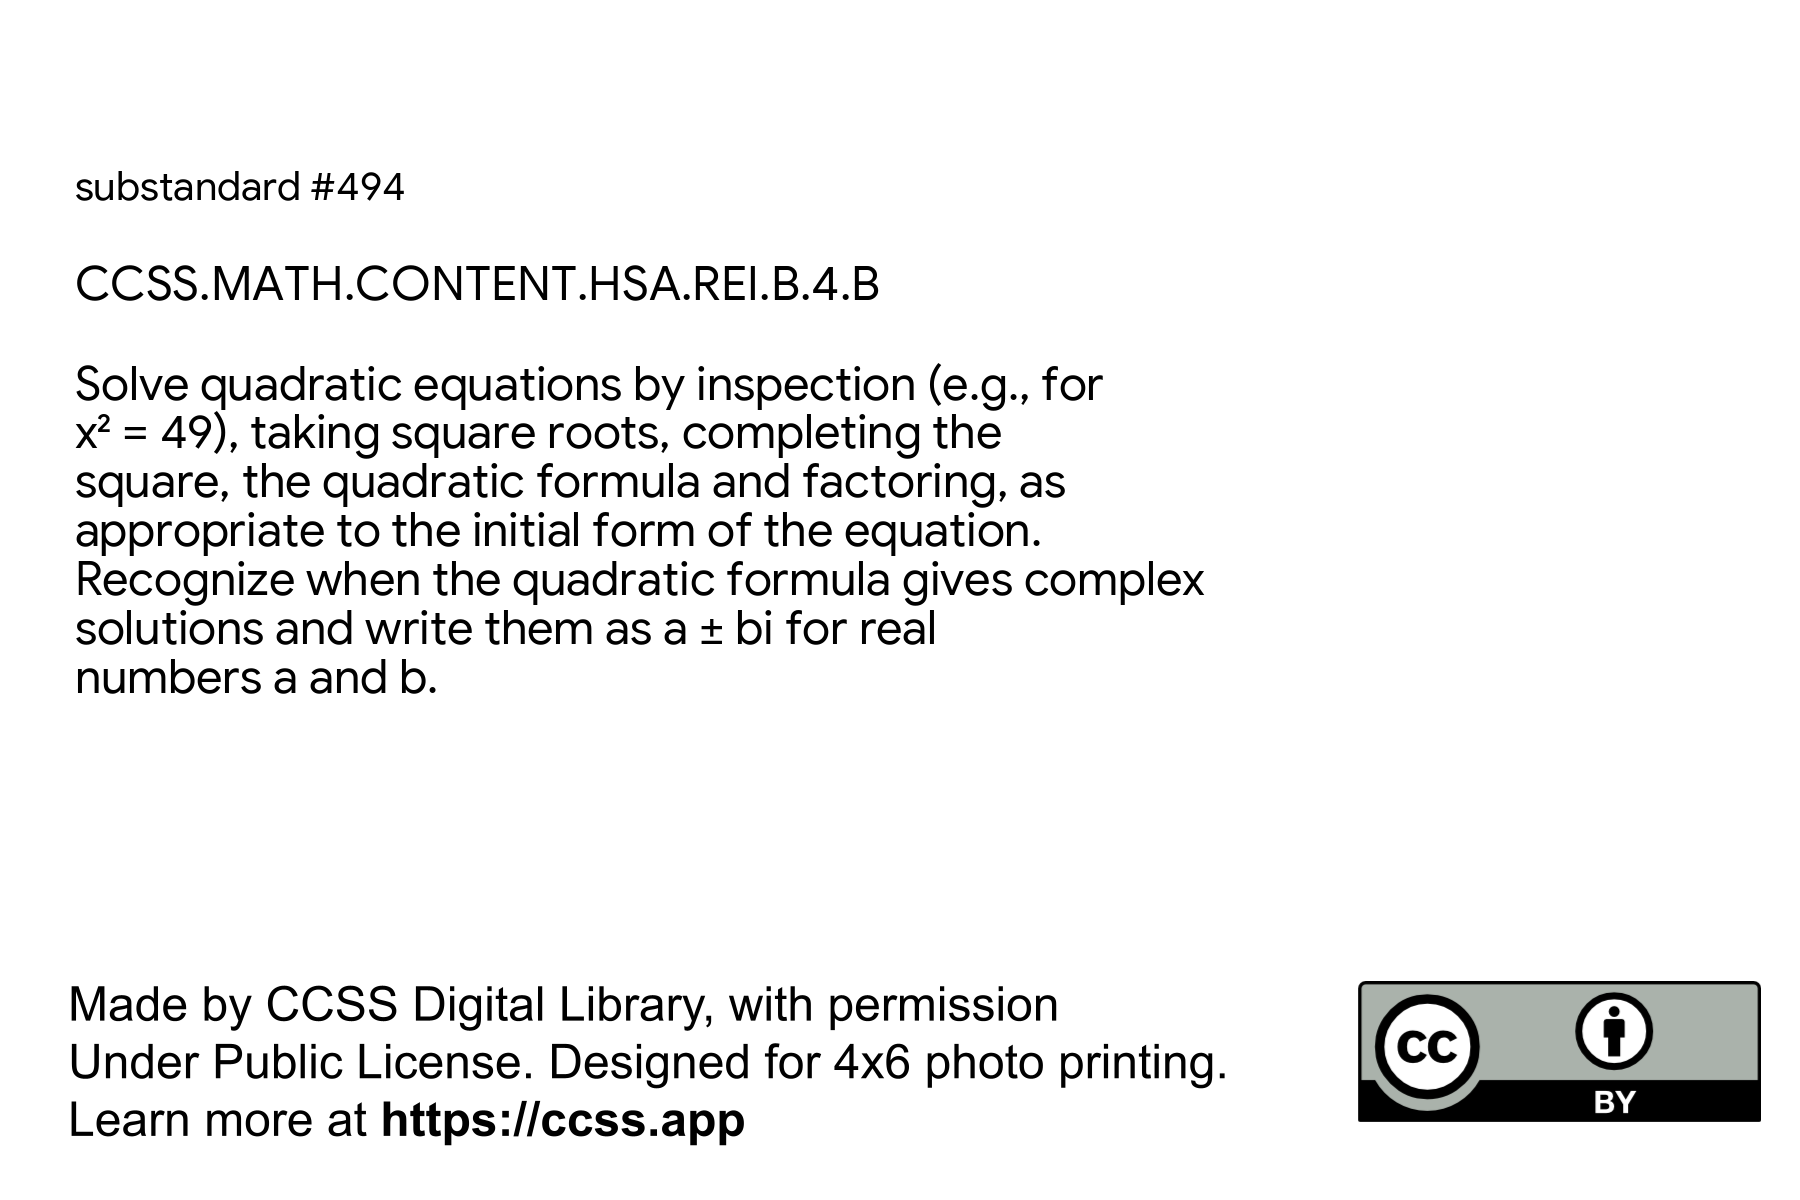 substandard #494
CCSS.MATH.CONTENT.HSA.REI.B.4.B
Solve quadratic equations by inspection (e.g., for
x² = 49), taking square roots, completing the
square, the quadratic formula and factoring, as
appropriate to the initial form of the equation.
Recognize when the quadratic formula gives complex
solutions and write them as a ± bi for real
numbers a and b.
Made by CCSS Digital Library, with permission
Under Public License. Designed for 4x6 photo printing.
Learn more at https://ccss.app
CC
BY